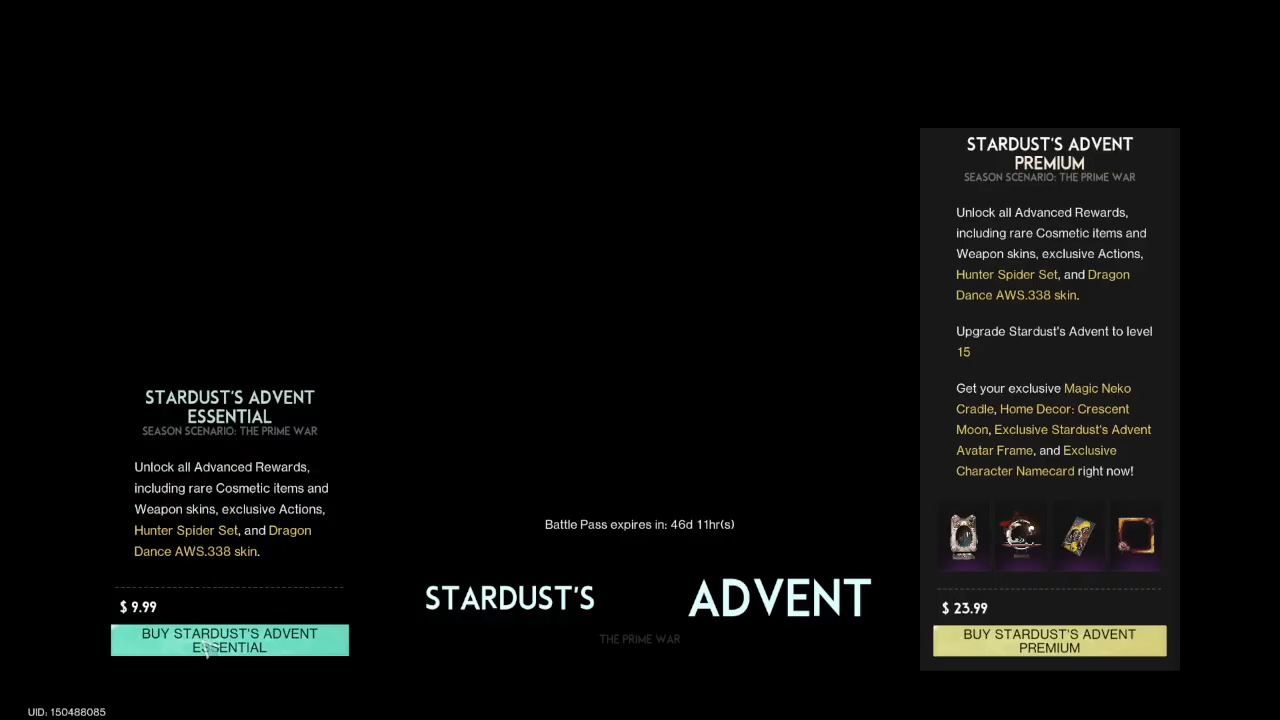 STARDUST'S ADVENT
ESSENTIAL
SEASON SCENARIO: THE PRIME WAR
Unlock all Advanced Rewards,
including rare Cosmetic items and
Weapon skins, exclusive Actions,
Hunter Spider Set, and Dragon
Dance AWS.338 skin.
$ 9.99
BUY STARDUST'S ADVENT
ESSENTIAL
Battle Pass expires in: 46d 11hr(s)
STARDUST'S ADVENT
THE PRIME WAR
STARDUST'S ADVENT
PREMIUM
SEASON SCENARIO: THE PRIME WAR
Unlock all Advanced Rewards,
including rare Cosmetic items and
Weapon skins, exclusive Actions,
Hunter Spider Set, and Dragon
Dance AWS.338 skin.
Upgrade Stardust's Advent to level
15
Get your exclusive Magic Neko
Cradle, Home Decor: Crescent
Moon, Exclusive Stardust's Advent
Avatar Frame, and Exclusive
Character Namecard right now!
$ 23.99
BUY STARDUST'S ADVENT
PREMIUM
UID: 150488085